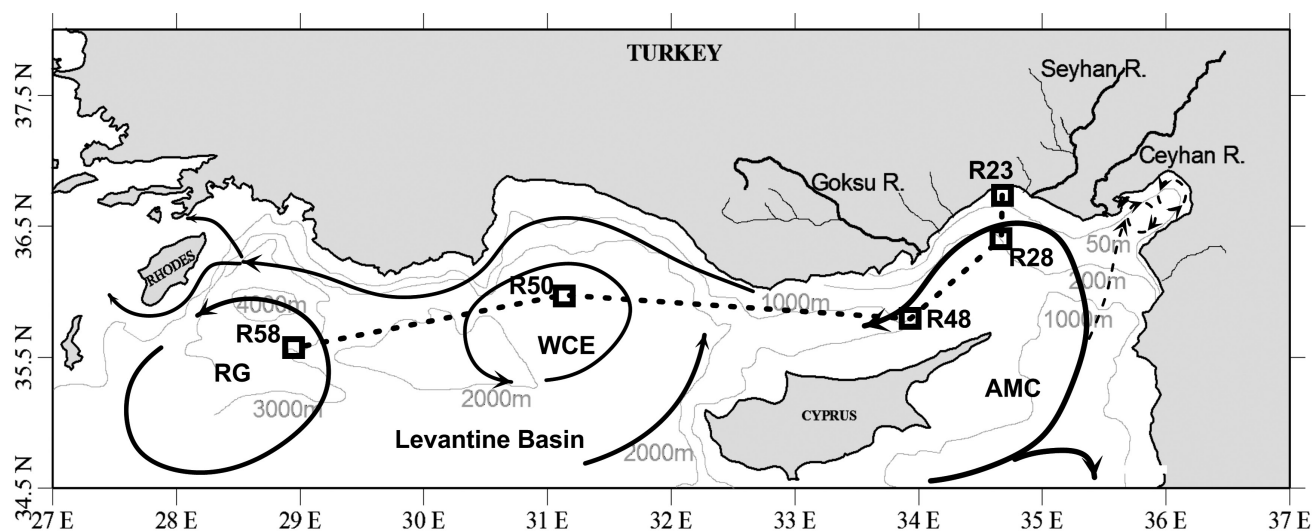 TURKEY
37.5 N
36.5 N
35.5 N
34.5 N
Seyhan R.
Ceyhan R.
Goksu R.
R23
R28
50m
200m
1000m
RHODES
4000m
R50
1000m
R48
R58
WCE
RG
AMC
2000m
3000m
CYPRUS
Levantine Basin
2000m
27 E
28 E
29 E
30 E
31 E
32 E
33 E
34 E
35 E
36 E
37 E